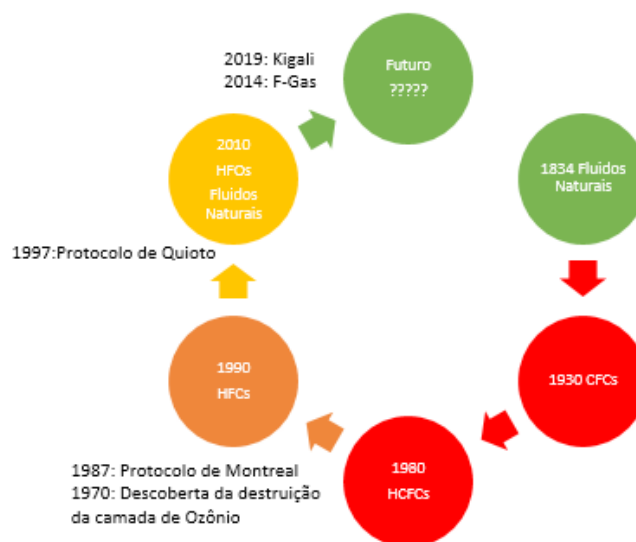 2019: Kigali
2014: F-Gas
Futuro
?????
2010
HFOs
Fluidos
Naturais
1834 Fluidos
Naturais
1997:Protocolo de Quioto
1990
HFCs
1930 CFCs
1987: Protocolo de Montreal
1970: Descoberta da destruição
da camada de Ozônio
1980
HCFCs